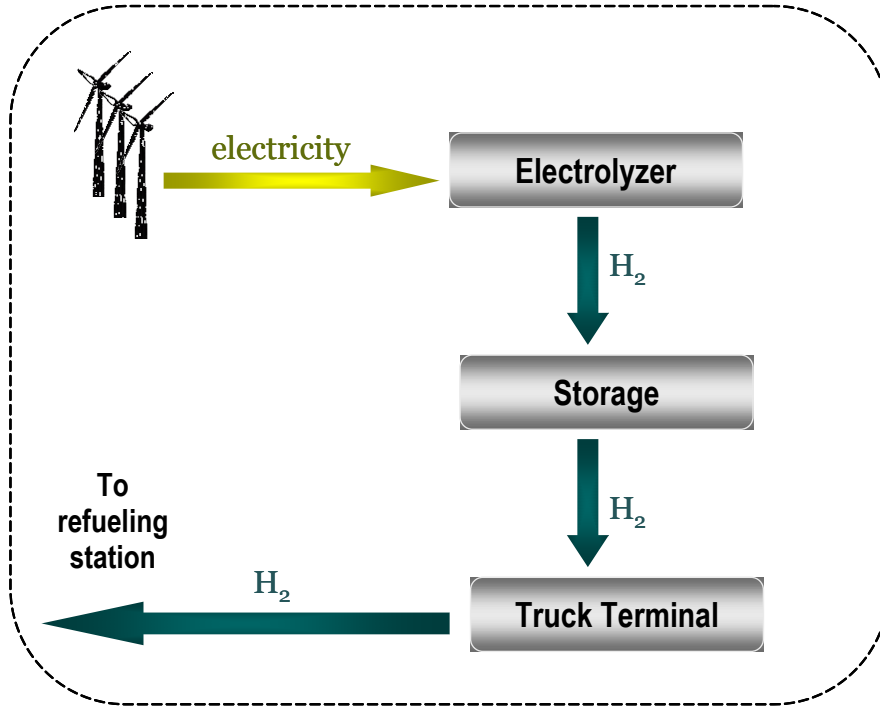 electricity
Electrolyzer
H₂
Storage
H₂
To
refueling
station
H₂
Truck Terminal